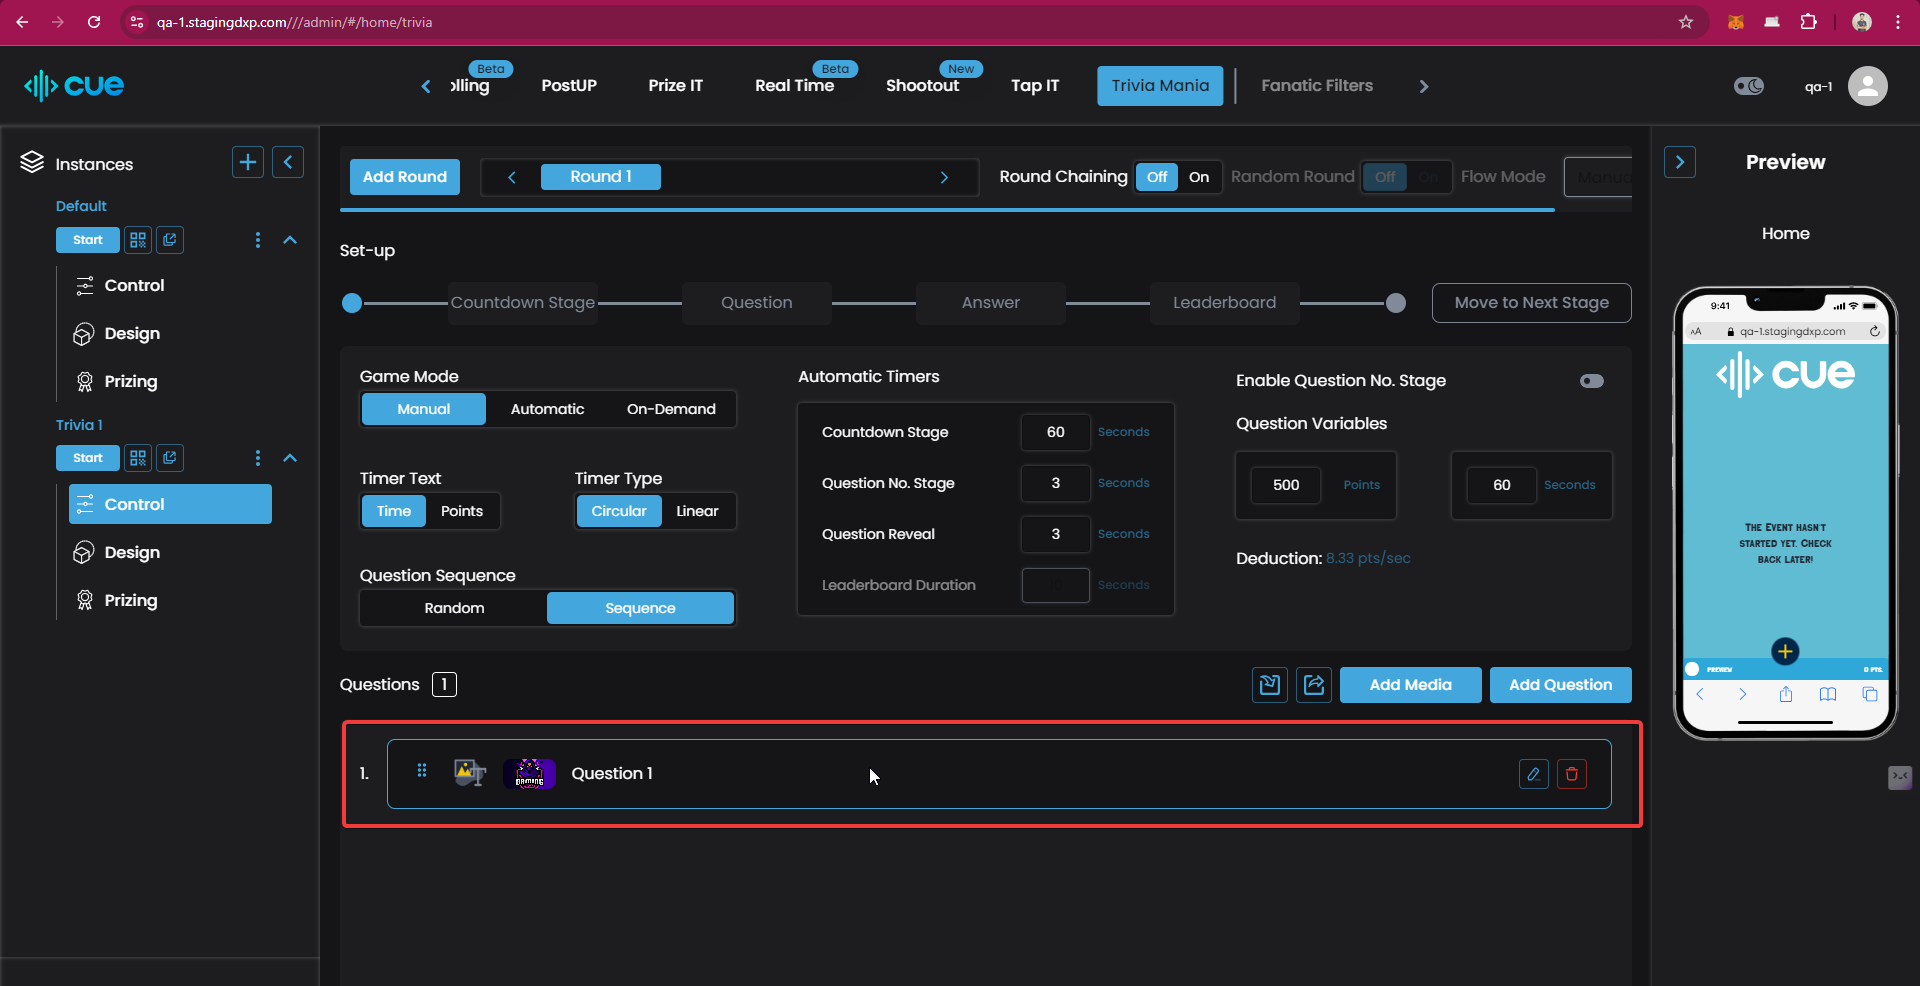 qa-1.stagingdxp.com///admin/#/home/trivia
cue
olling
Beta
PostUP
Prize IT
Real Time
Beta
Shootout
New
Tap IT
Trivia Mania
Fanatic Filters
qa-1
Instances
Default
Start
Control
Design
Prizing
Trivia 1
Start
Control
Design
Prizing
Add Round
Round 1
Round Chaining
Off
On
Random Round
Off
On
Flow Mode
Manua
Set-up
Countdown Stage
Question
Answer
Leaderboard
Move to Next Stage
Game Mode
Manual
Automatic
On-Demand
Timer Text
Time
Points
Timer Type
Circular
Linear
Question Sequence
Random
Sequence
Automatic Timers
Countdown Stage
60
Seconds
Question No. Stage
3
Seconds
Question Reveal
3
Seconds
Leaderboard Duration
Seconds
Enable Question No. Stage
Question Variables
500
Points
60
Seconds
Deduction: 8.33 pts/sec
Questions
1
Add Media
Add Question
1.
GAMING
Question 1
Preview
Home
9:41
AA
qa-1.stagingdxp.com
cue
The Event hasn't
started yet. Check
back later!
PREVIEW
0 PTS.